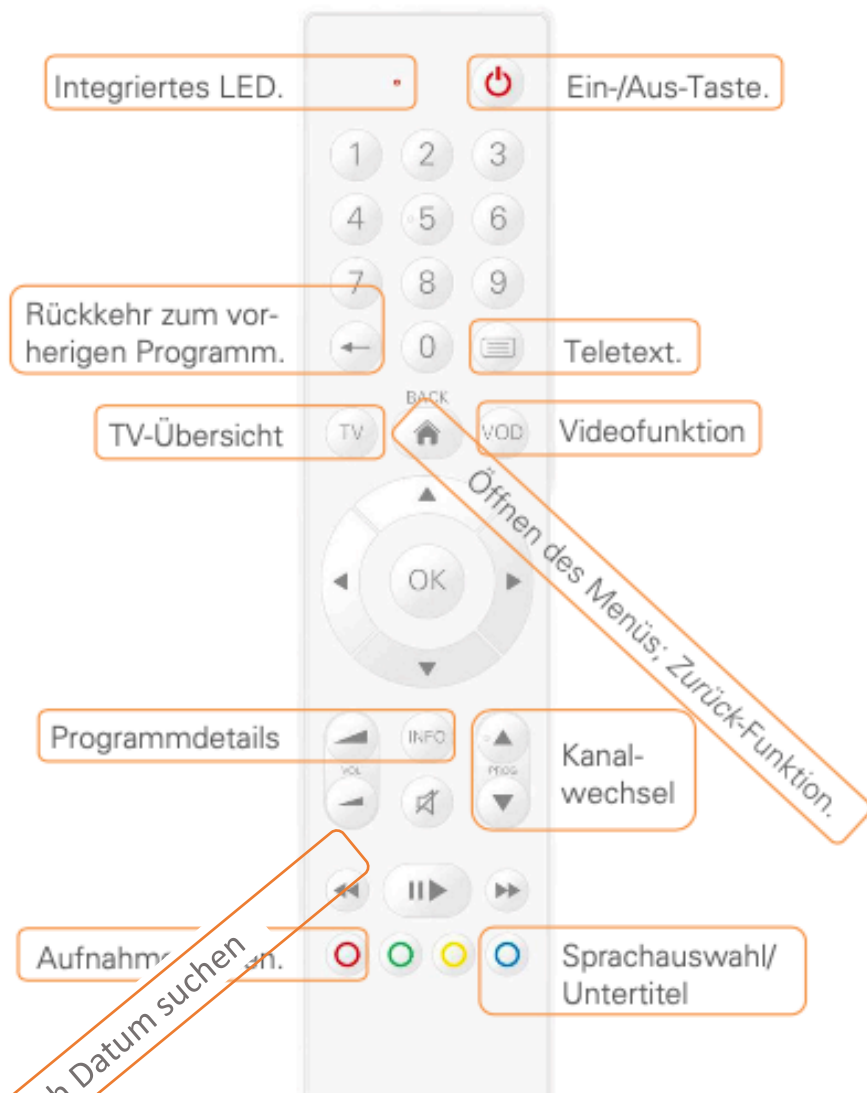 Integriertes LED.
Ein-/Aus-Taste.
1 2 3
4 5 6
7 8 9
Rückkehr zum vor-
herigen Programm.
0
Teletext.
BACK
TV-Übersicht
TV
VOD
Videofunktion
Öffnen des Menüs; Zurück-Funktion.
OK
Programmdetails
INFO
VOL
PROG
Kanal-
wechsel
Datum suchen
Sprachauswahl/
Untertitel